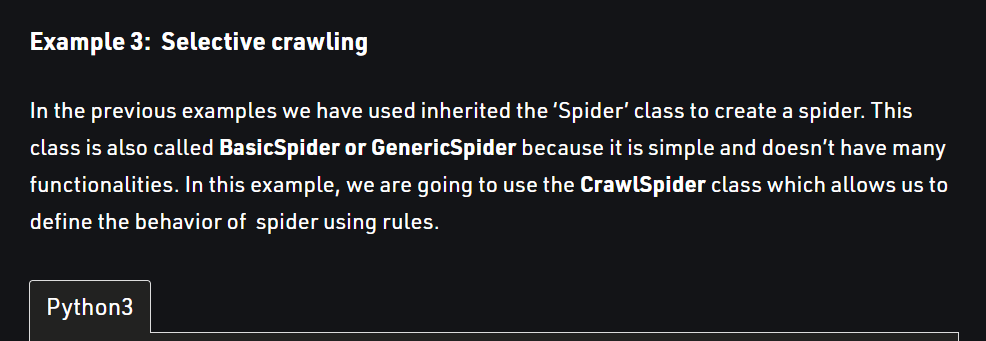 Example 3:  Selective crawling
In the previous examples we have used inherited the ‘Spider’ class to create a spider. This
class is also called BasicSpider or GenericSpider because it is simple and doesn’t have many
functionalities. In this example, we are going to use the CrawlSpider class which allows us to
define the behavior of  spider using rules.
Python3